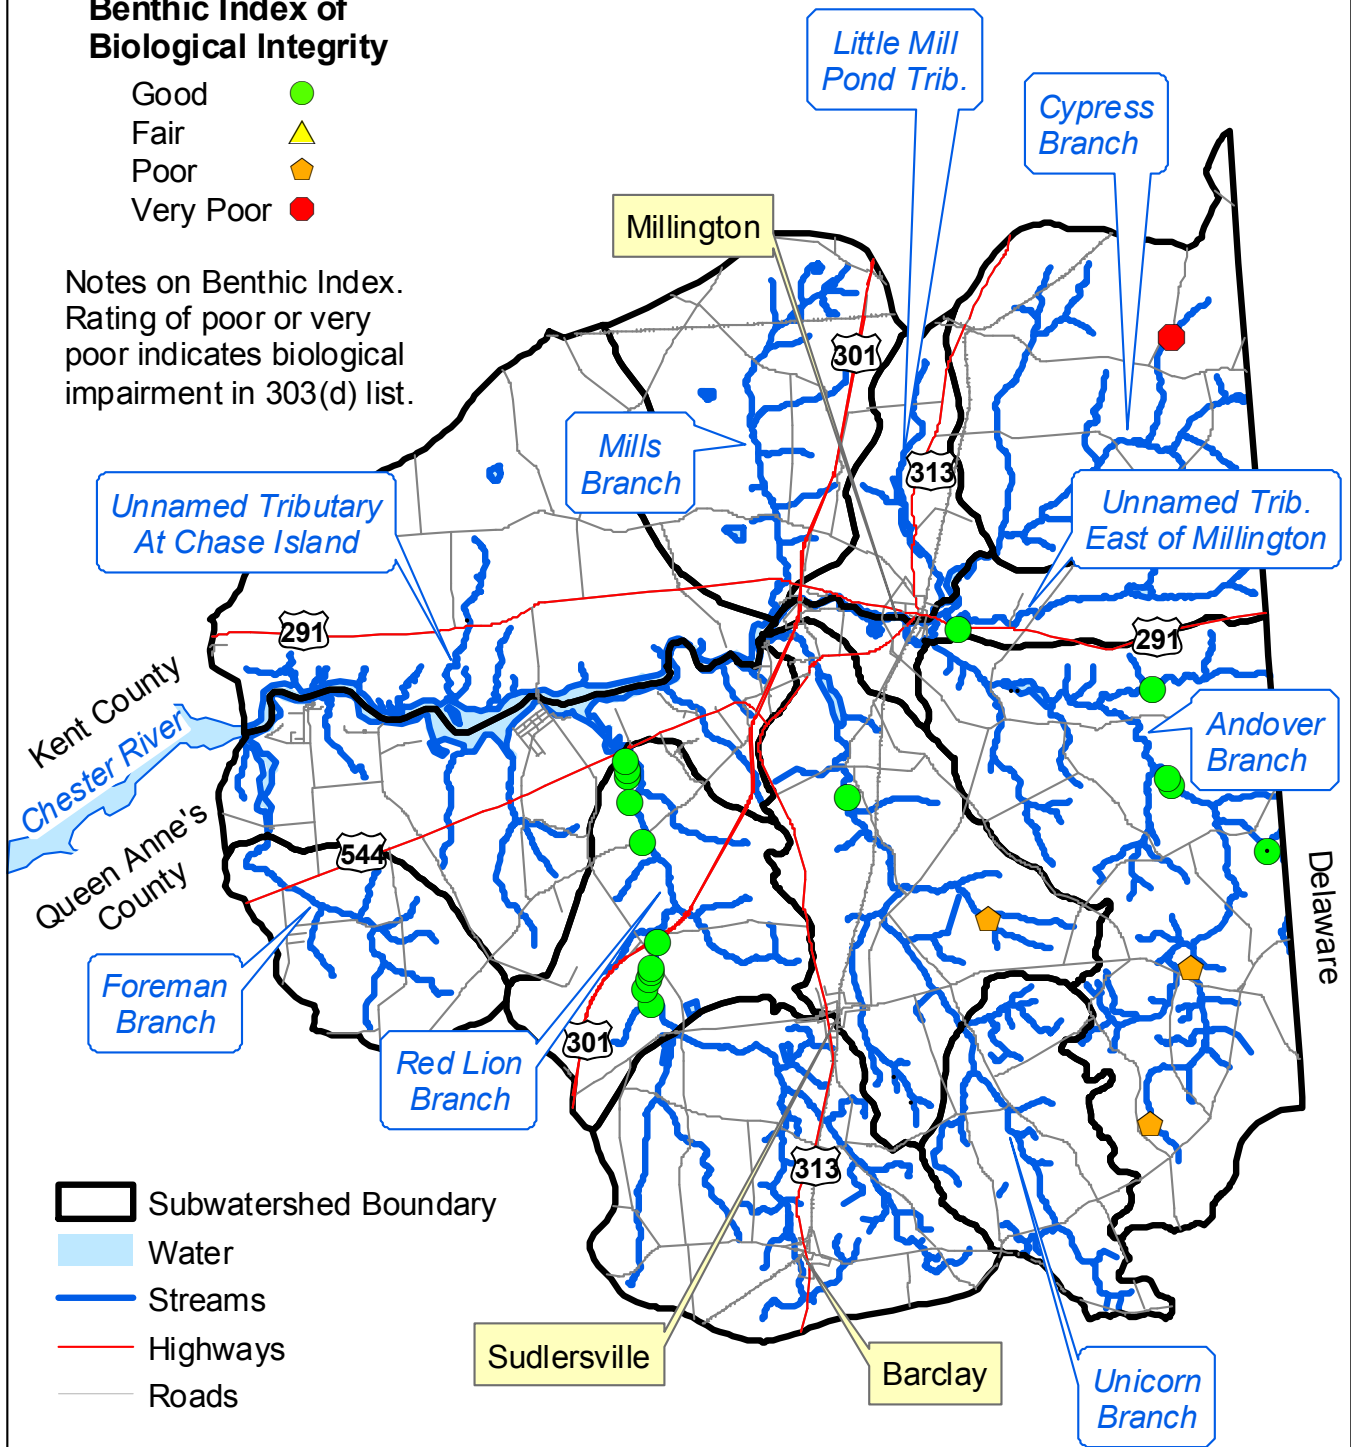 Benthic Index of
Biological Integrity
Good
Fair
Poor
Very Poor
Notes on Benthic Index.
Rating of poor or very
poor indicates biological
impairment in 303(d) list.
Little Mill
Pond Trib.
Cypress
Branch
Millington
301
Mills
Branch
313
Unnamed Tributary
At Chase Island
Unnamed Trib.
East of Millington
291
291
Kent County
Chester River
Queen Anne's
County
Andover
Branch
544
Delaware
Foreman
Branch
Red Lion
Branch
301
313
Subwatershed Boundary
Water
Streams
Highways
Roads
Sudlersville
Barclay
Unicorn
Branch